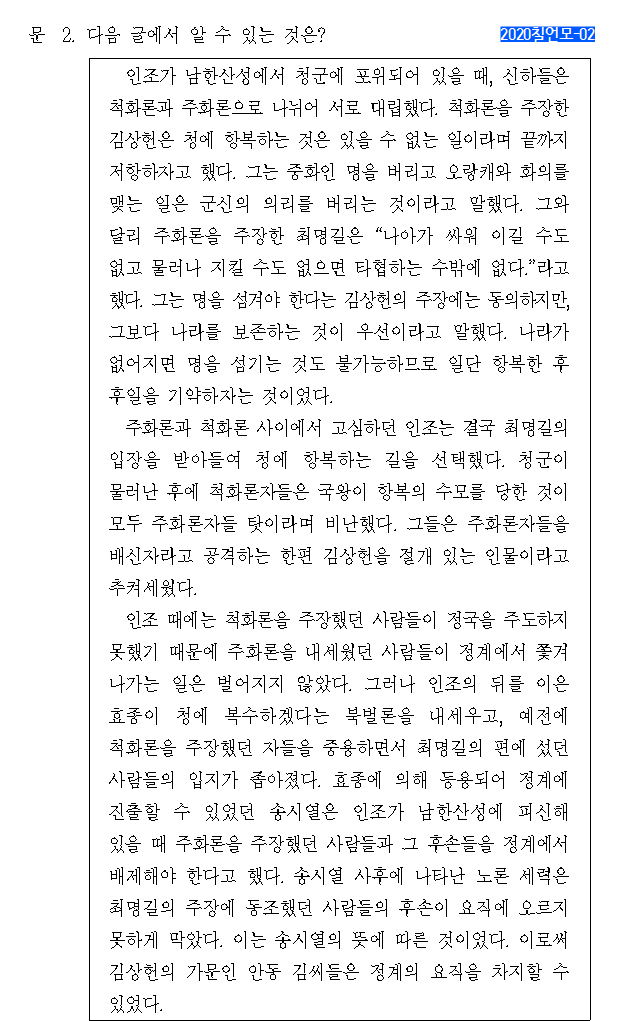 문 2. 다음 글에서 알 수 있는 것은? 2020침언모-02
인조가 남한산성에서 청군에 포위되어 있을 때, 신하들은
척화론과 주화론으로 나뉘어 서로 대립했다. 척화론을 주장한
김상헌은 청에 항복하는 것은 있을 수 없는 일이라며 끝까지
저항하자고 했다. 그는 중화인 명을 버리고 오랑캐와 화의를
맺는 일은 군신의 의리를 버리는 것이라고 말했다. 그와
달리 주화론을 주장한 최명길은 “나아가 싸워 이길 수도
없고 물러나 지킬 수도 없으면 타협하는 수밖에 없다.”라고
했다. 그는 명을 섬겨야 한다는 김상헌의 주장에는 동의하지만,
그보다 나라를 보존하는 것이 우선이라고 말했다. 나라가
없어지면 명을 섬기는 것도 불가능하므로 일단 항복한 후
후일을 기약하자는 것이었다.
주화론과 척화론 사이에서 고심하던 인조는 결국 최명길의
입장을 받아들여 청에 항복하는 길을 선택했다. 청군이
물러난 후에 척화론자들은 국왕이 항복의 수모를 당한 것이
모두 주화론자들 탓이라며 비난했다. 그들은 주화론자들을
배신자라고 공격하는 한편 김상헌을 절개 있는 인물이라고
추켜세웠다.
인조 때에는 척화론을 주장했던 사람들이 정국을 주도하지
못했기 때문에 주화론을 내세웠던 사람들이 정계에서 쫓겨
나가는 일은 벌어지지 않았다. 그러나 인조의 뒤를 이은
효종이 청에 복수하겠다는 북벌론을 내세우고, 예전에
척화론을 주장했던 자들을 중용하면서 최명길의 편에 섰던
사람들의 입지가 좁아졌다. 효종에 의해 등용되어 정계에
진출할 수 있었던 송시열은 인조가 남한산성에 피신해
있을 때 주화론을 주장했던 사람들과 그 후손들을 정계에서
배제해야 한다고 했다. 송시열 사후에 나타난 노론 세력은
최명길의 주장에 동조했던 사람들의 후손이 요직에 오르지
못하게 막았다. 이는 송시열의 뜻에 따른 것이었다. 이로써
김상헌의 가문인 안동 김씨들은 정계의 요직을 차지할 수
있었다.